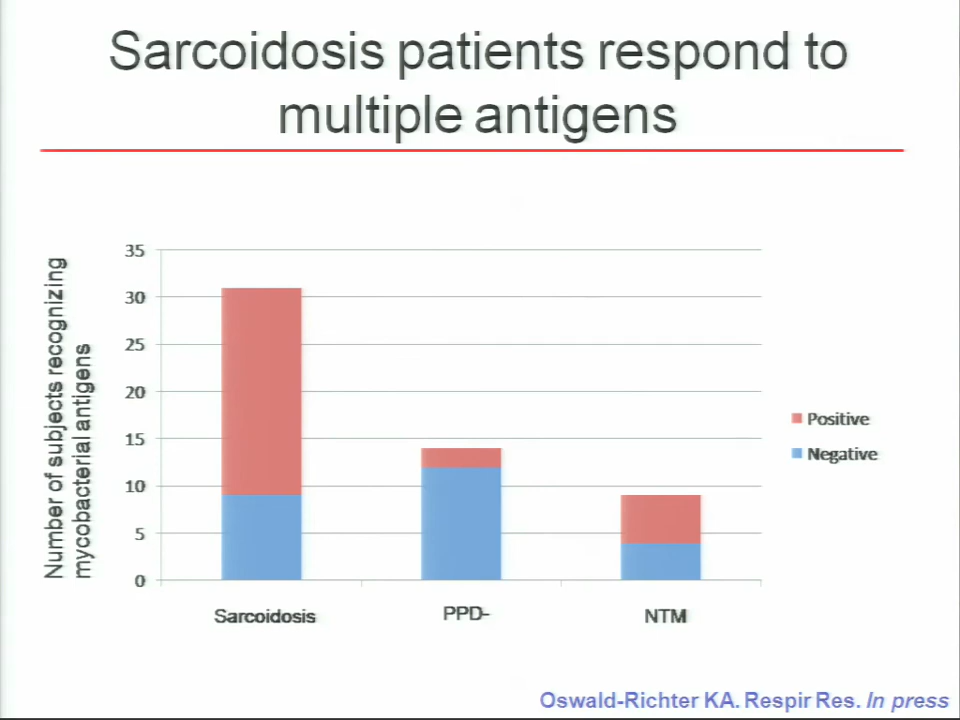 Sarcoidosis patients respond to
multiple antigens
Number of subjects recognizing
mycobacterial antigens
35
30
25
20
15
10
5
0
Sarcoidosis
PPD-
NTM
Positive
Negative
Oswald-Richter KA. Respir Res. In press